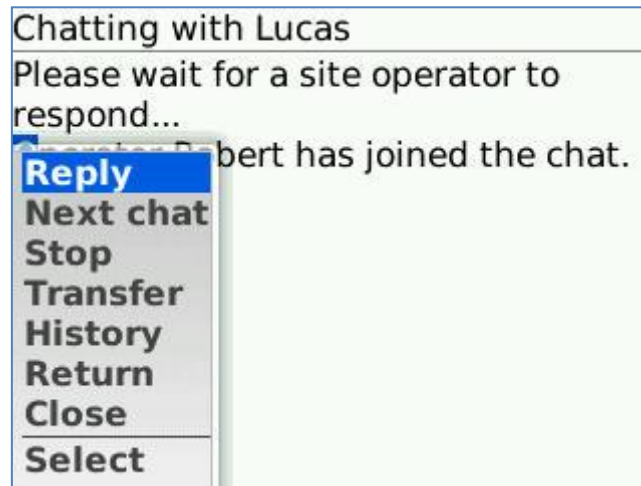 Chatting with Lucas
Please wait for a site operator to
respond...
bert has joined the chat.
Reply
Next chat
Stop
Transfer
History
Return
Close
Select